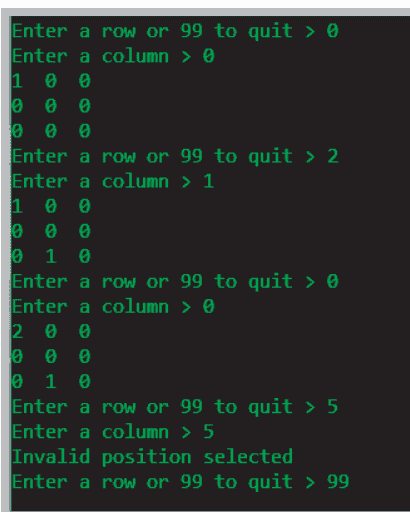 Enter a row or 99 to quit > 0
Enter a column > 0
1 0 0
0 0 0
0 0 0
Enter a row or 99 to quit > 2
Enter a column > 1
1 0 0
0 0 0
0 1 0
Enter a row or 99 to quit > 0
Enter a column > 0
2 0 0
0 0 0
0 1 0
Enter a row or 99 to quit > 5
Enter a column > 5
Invalid position selected
Enter a row or 99 to quit > 99